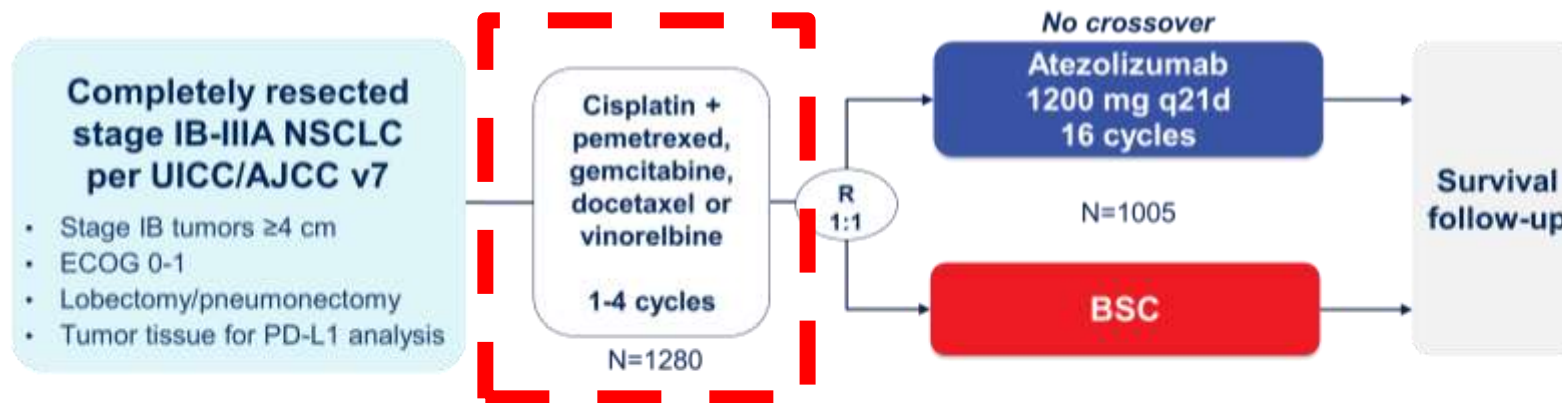 Completely resected
stage IB-IIIA NSCLC
per UICC/AJCC v7
• Stage IB tumors ≥4 cm
• ECOG 0-1
• Lobectomy/pneumonectomy
• Tumor tissue for PD-L1 analysis
Cisplatin +
pemetrexed,
gemcitabine,
docetaxel or
vinorelbine
1-4 cycles
N=1280
R
1:1
No crossover
Atezolizumab
1200 mg q21d
16 cycles
N=1005
BSC
Survival
follow-up